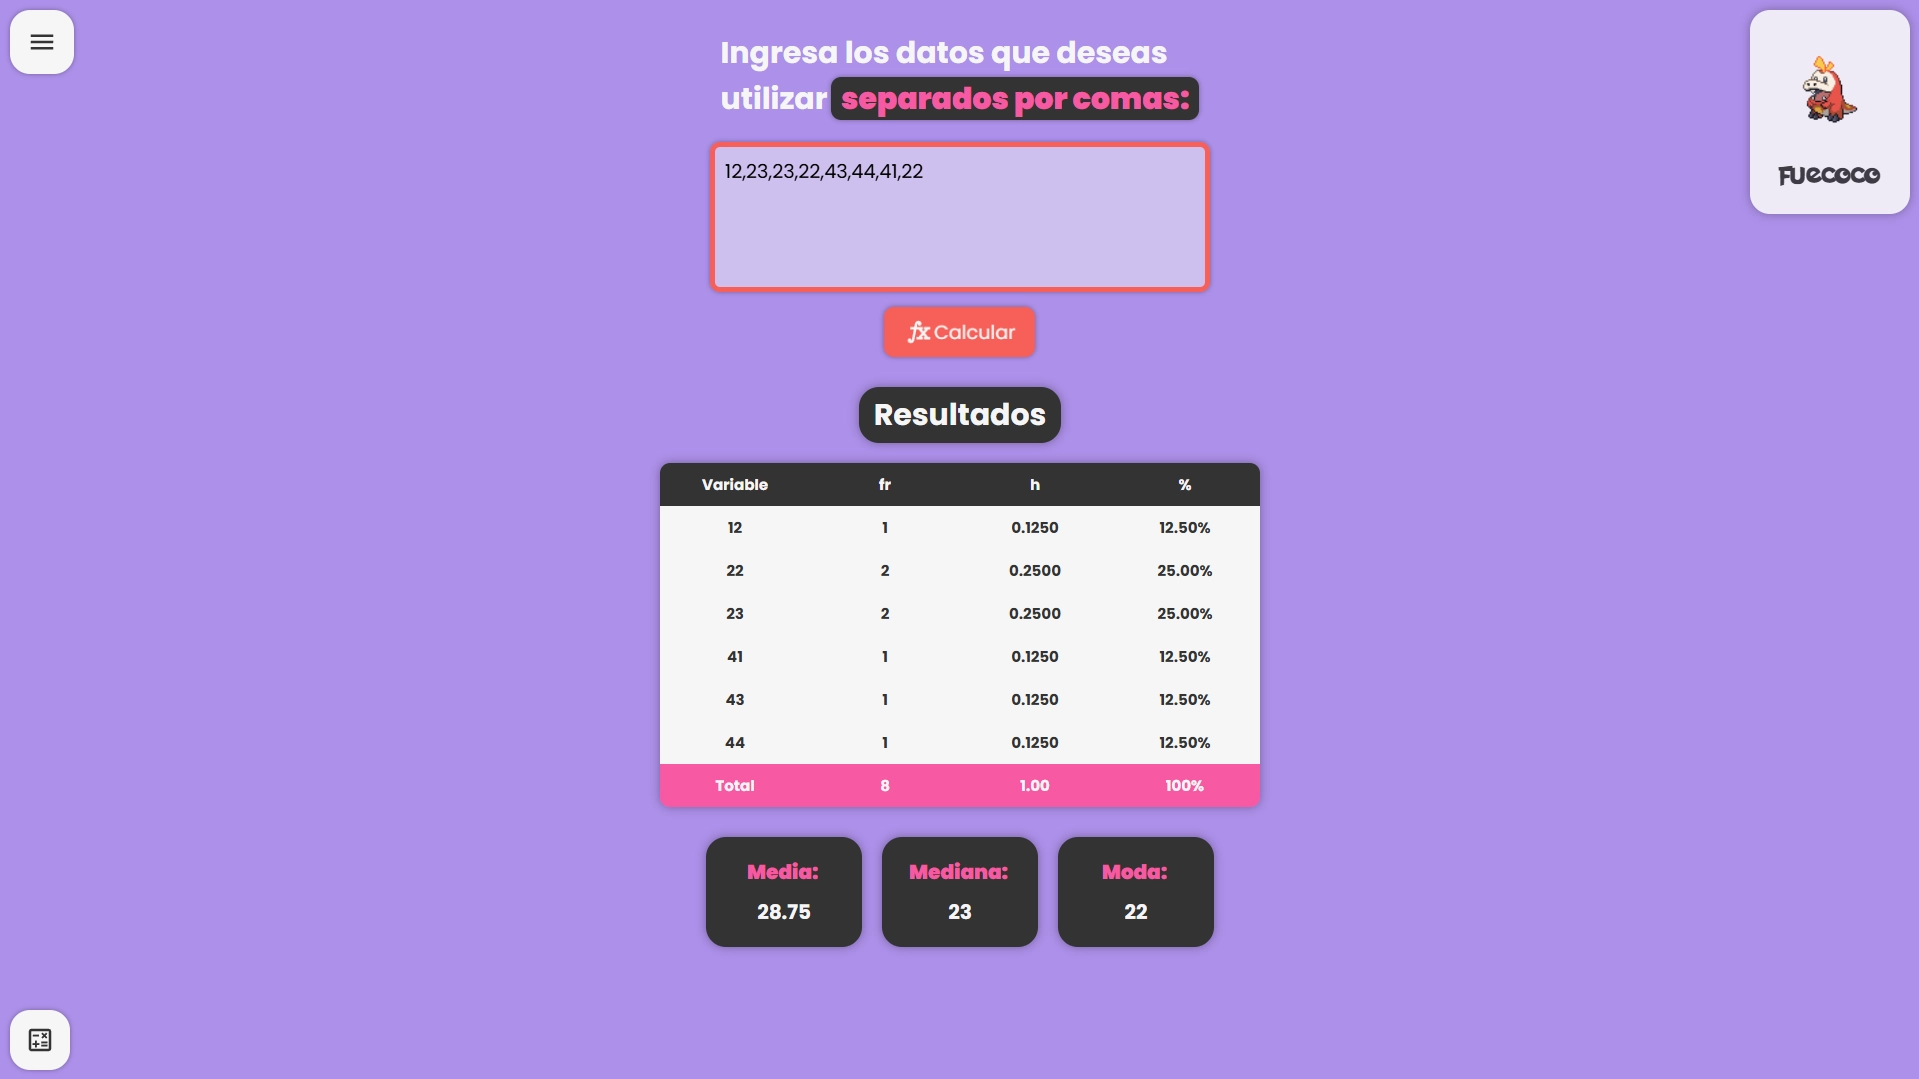 Ingresa los datos que deseas
utilizar separados por comas:
12,23,23,22,43,44,41,22
fx Calcular
Resultados
Variable fr h %
12 1 0.1250 12.50%
22 2 0.2500 25.00%
23 2 0.2500 25.00%
41 1 0.1250 12.50%
43 1 0.1250 12.50%
44 1 0.1250 12.50%
Total 8 1.00 100%
Media: Mediana: Moda:
28.75 23 22
FUECOCO